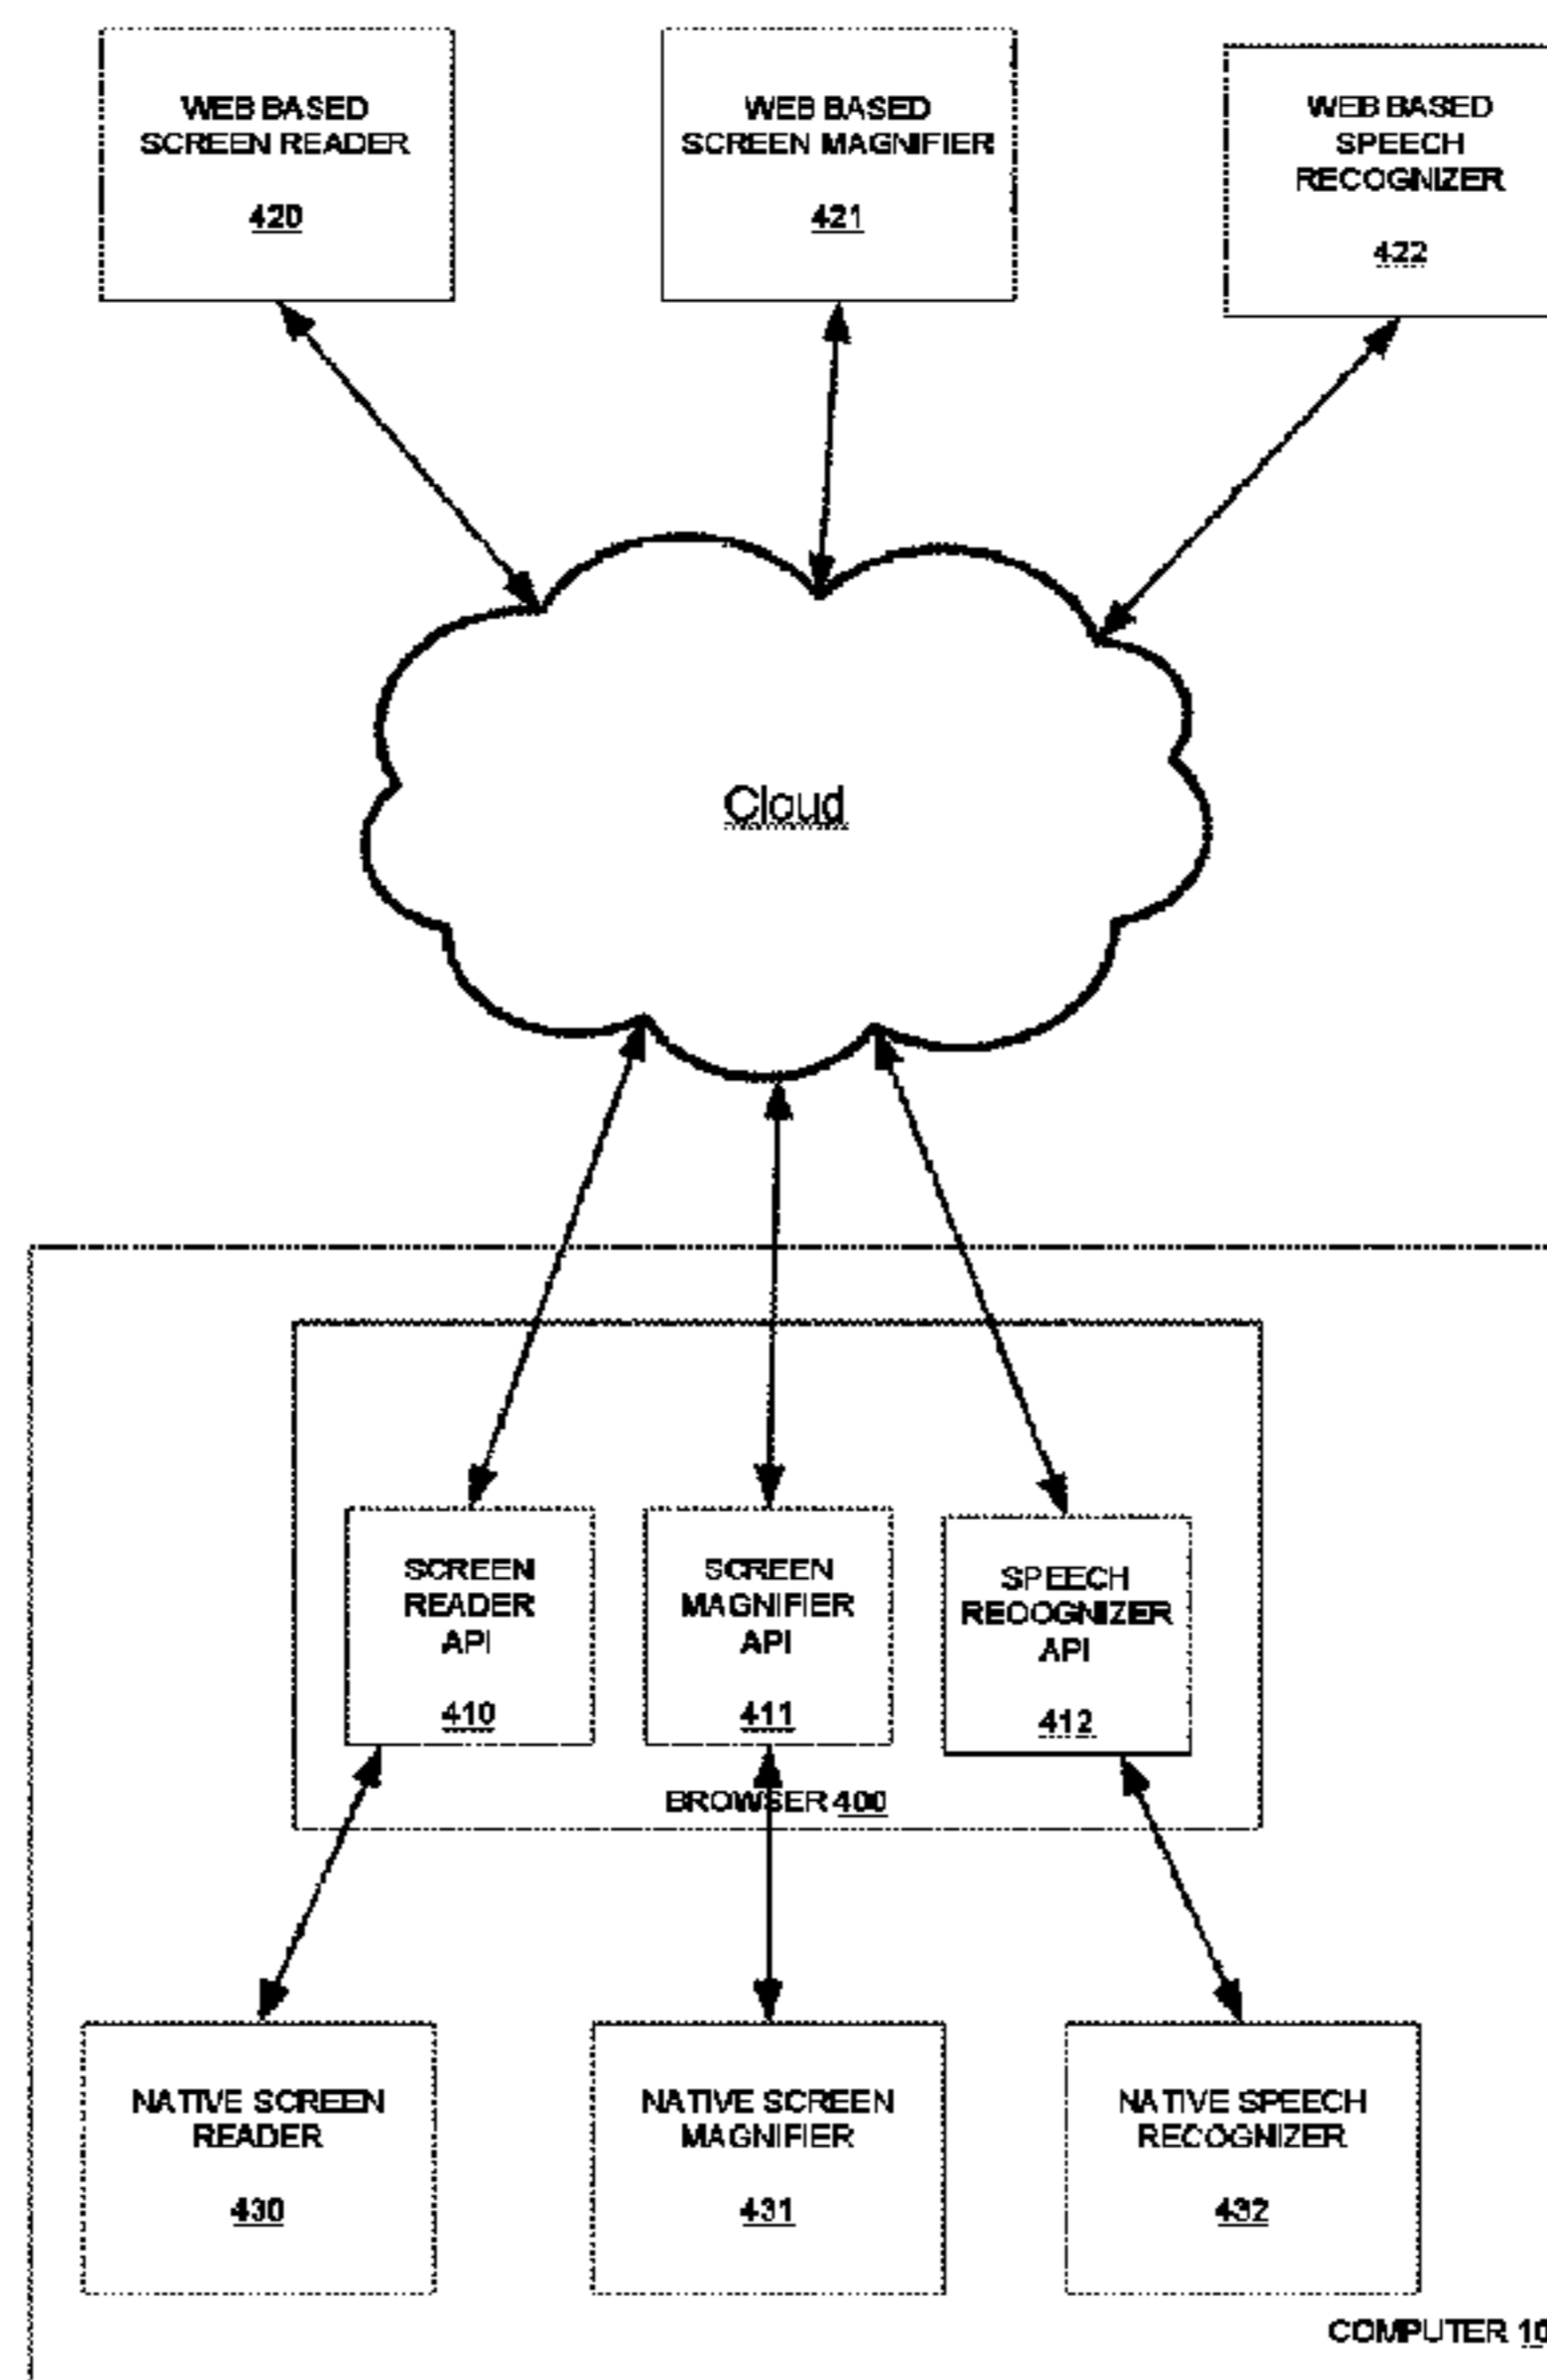 WEB BASED
SCREEN READER
420
WEB BASED
SCREEN MAGNIFIER
421
WEB BASED
SPEECH
RECOGNIZER
422
Cloud
SCREEN
READER
API
410
SCREEN
MAGNIFIER
API
411
SPEECH
RECOGNIZER
API
412
BROWSER 400
NATIVE SCREEN
READER
430
NATIVE SCREEN
MAGNIFIER
431
NATIVE SPEECH
RECOGNIZER
432
COMPUTER